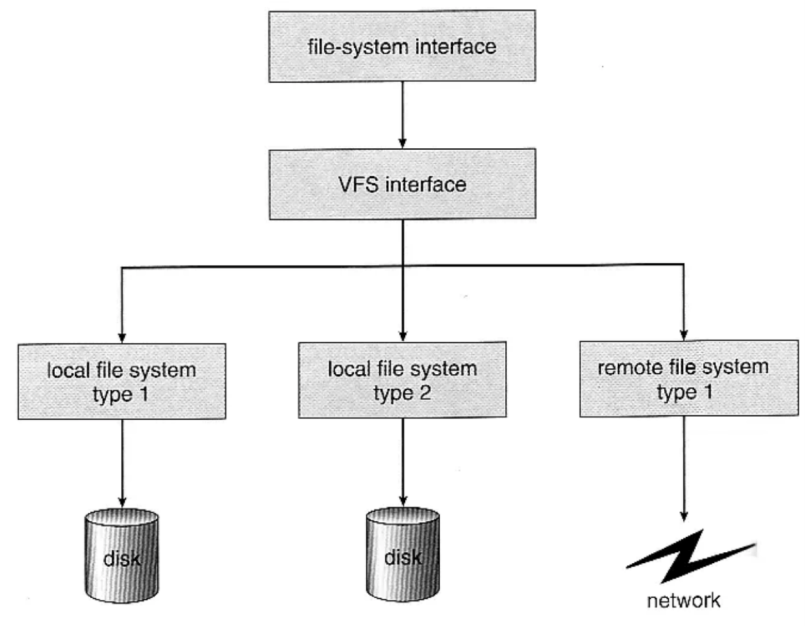 file-system interface
VFS interface
local file system
type 1
local file system
type 2
remote file system
type 1
disk
disk
network